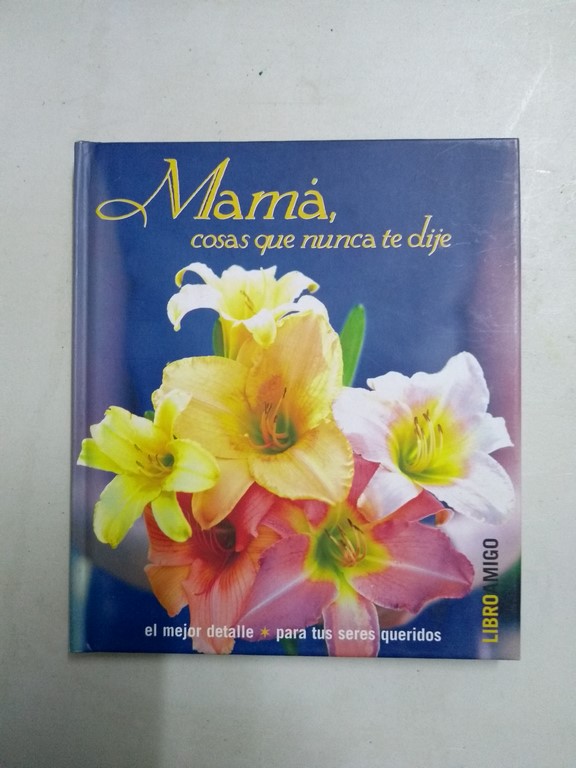 Mamá,
cosas que nunca te dije
el mejor detalle ✶ para tus seres queridos
LIBRO AMIGO